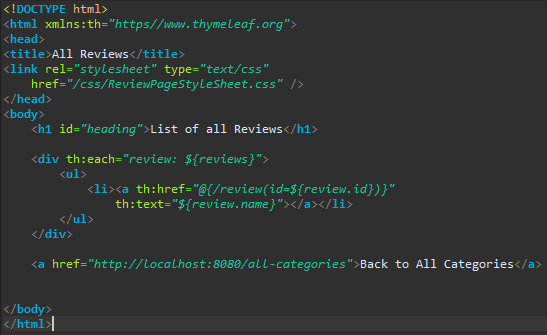 <!DOCTYPE html>
<html xmlns:th="https//www.thymeleaf.org">
<head>
<title>All Reviews</title>
<link rel="stylesheet" type="text/css"
href="/css/ReviewPageStyleSheet.css" />
</head>
<body>
<h1 id="heading">List of all Reviews</h1>
<div th:each="review: ${reviews}">
<ul>
<li><a th:href="@{/review(id=${review.id})}"
th:text="${review.name}"></a></li>
</ul>
</div>
<a href="http://localhost:8080/all-categories">Back to All Categories</a>
</body>
</html>